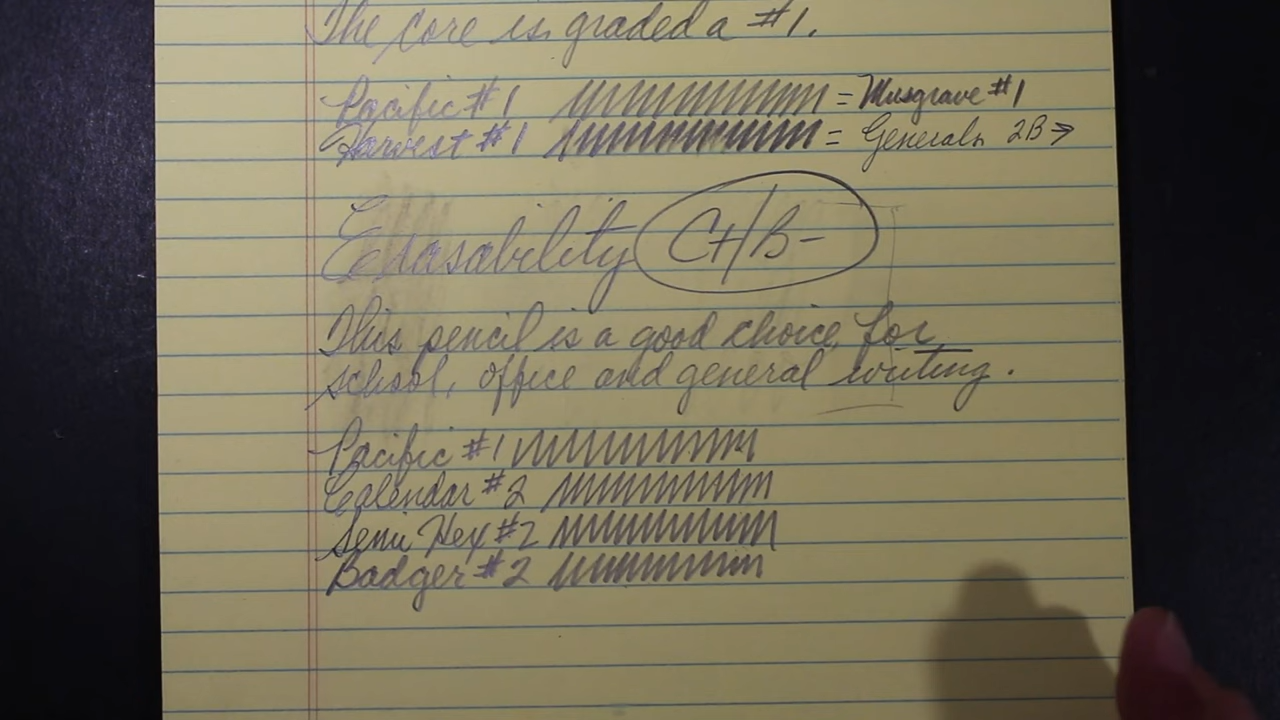 The core is graded a #1.
Pacific #1 = Musgrave #1
Harvest #1 = Generals 2B→
Erasability C+/B-
This pencil is a good choice for
school, office and general writing.
Pacific #1
Calendar #2
Semi Hex #2
Badger #2